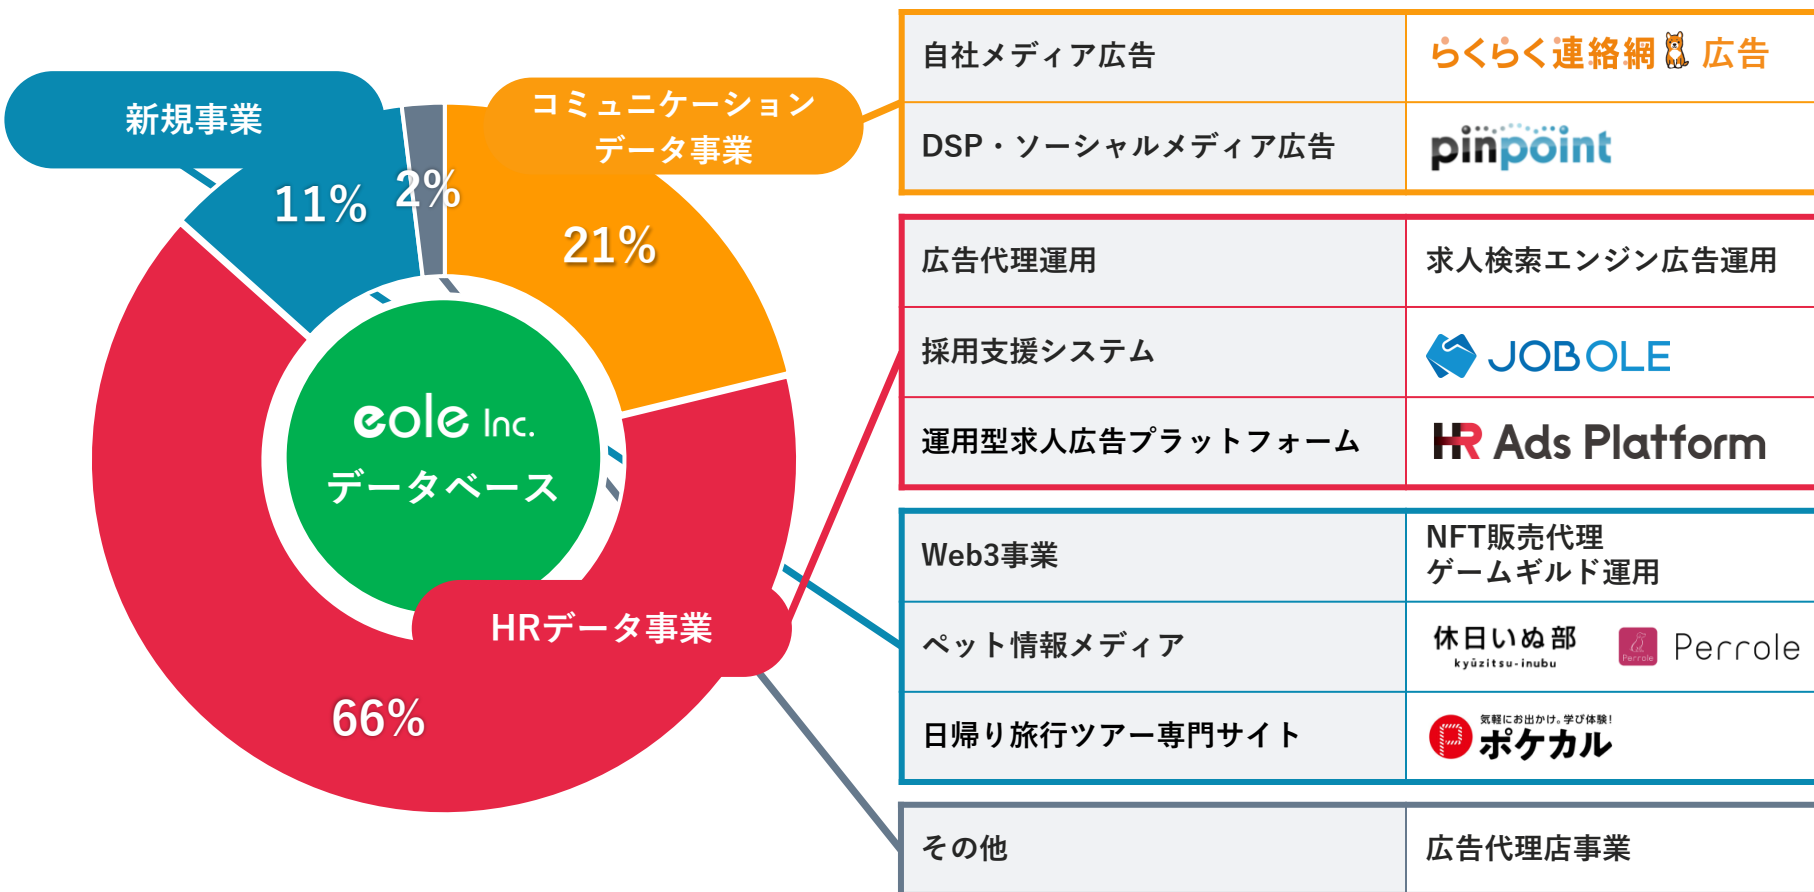 新規事業
コミュニケーション
データ事業
11%
2%
21%
eole Inc.
データベース
HRデータ事業
66%
自社メディア広告
らくらく連絡網 広告
DSP・ソーシャルメディア広告
pinpoint
広告代理運用
求人検索エンジン広告運用
採用支援システム
JOBOLE
運用型求人広告プラットフォーム
HR Ads Platform
Web3事業
NFT販売代理
ゲームギルド運用
ペット情報メディア
休日いぬ部
kyūzitsu-inubu
Perrole
Perrole
日帰り旅行ツアー専門サイト
気軽にお出かけ。学び体験!
ポケカル
その他
広告代理店事業